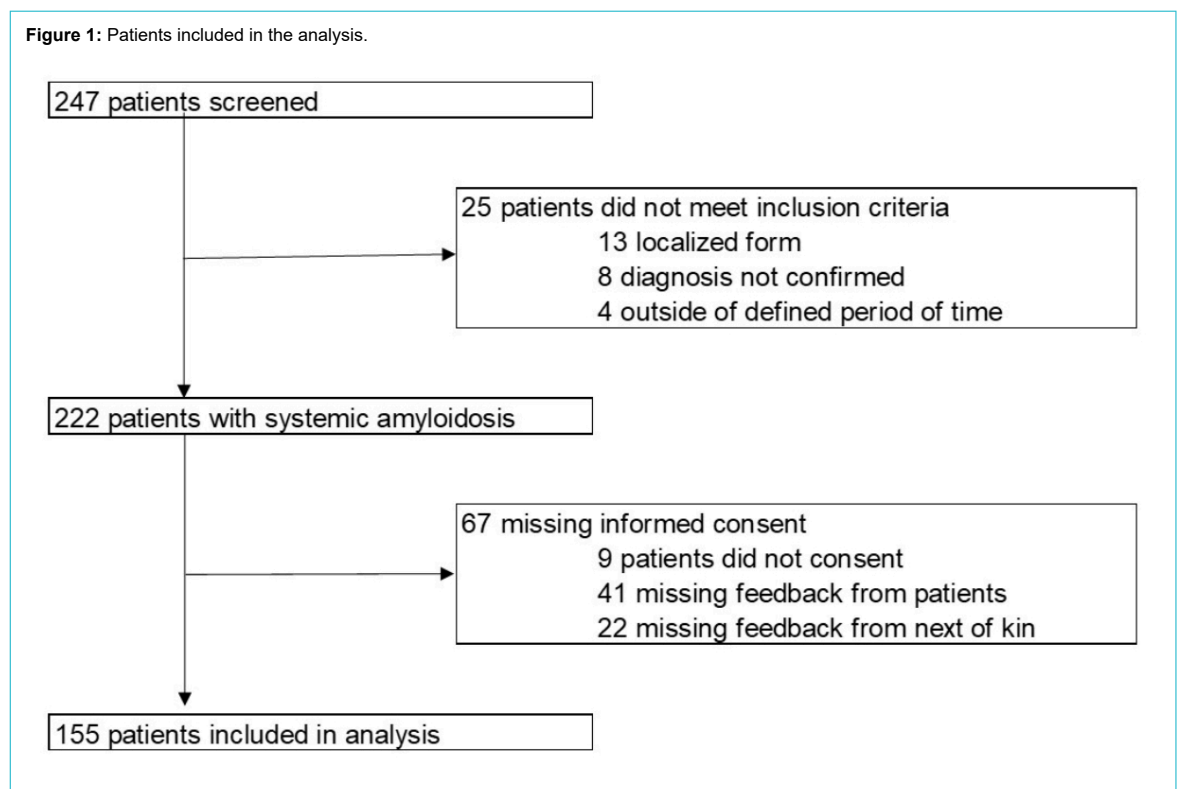 Figure 1: Patients included in the analysis.
247 patients screened
25 patients did not meet inclusion criteria
13 localized form
8 diagnosis not confirmed
4 outside of defined period of time
222 patients with systemic amyloidosis
67 missing informed consent
9 patients did not consent
41 missing feedback from patients
22 missing feedback from next of kin
155 patients included in analysis